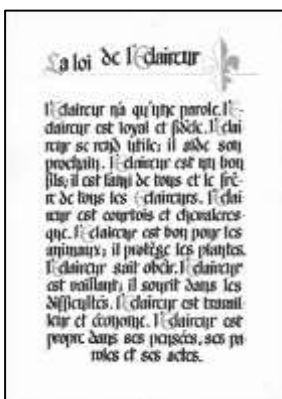 La loi de l'Eclaireur
l'Eclaireur n'a qu'une parole. l'E-
claireur est loyal et fidèle. l'Eclai
reur se rend utile; il aide son
prochain. l'Eclaireur est un bon
fils; il est l'ami de tous et le frè-
re de tous les Eclaireurs. l'Eclai
reur est courtois et chevaleres-
que. l'Eclaireur est bon pour les
animaux; il protège les plantes.
l'Eclaireur sait obéir. l'Eclaireur
est vaillant; il sourit dans les
difficultés. l'Eclaireur est travail
leur et économe. l'Eclaireur est
propre dans ses pensées, ses pa
roles et ses actes.